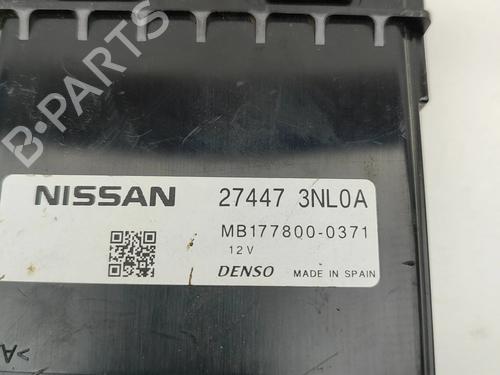 B-PARTS
NISSAN 27447 3NL0A
MB177800-0371
12V
DENSO MADE IN SPAIN